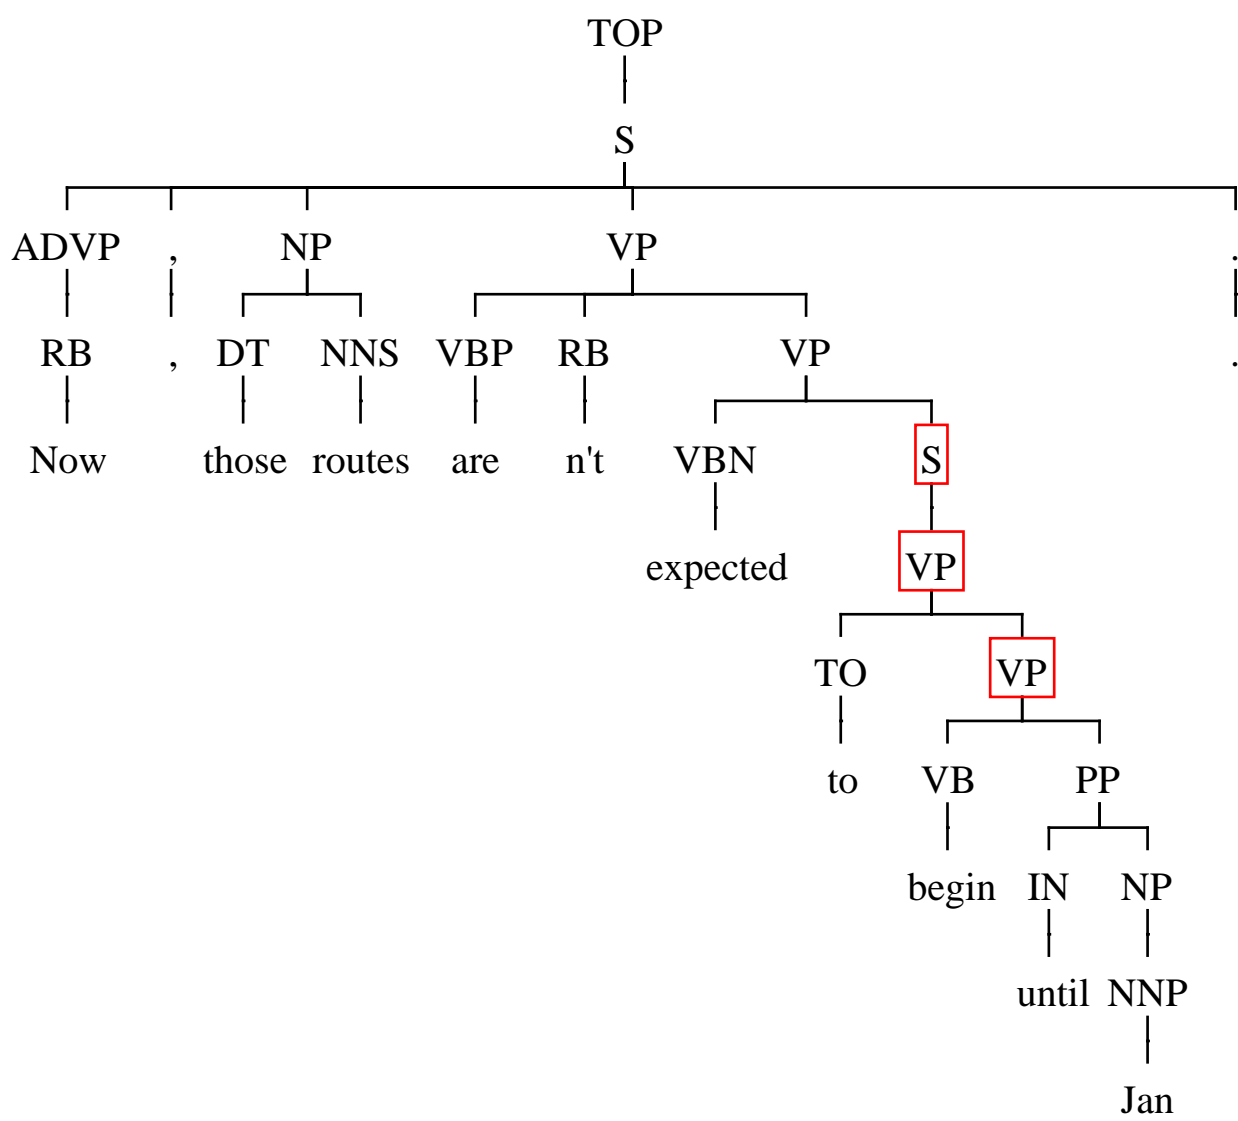 TOP
S
ADVP , NP VP .
RB , DT NNS VBP RB VP .
Now those routes are n't VBN S
expected VP
TO VP
to VB PP
begin IN NP
until NNP
Jan